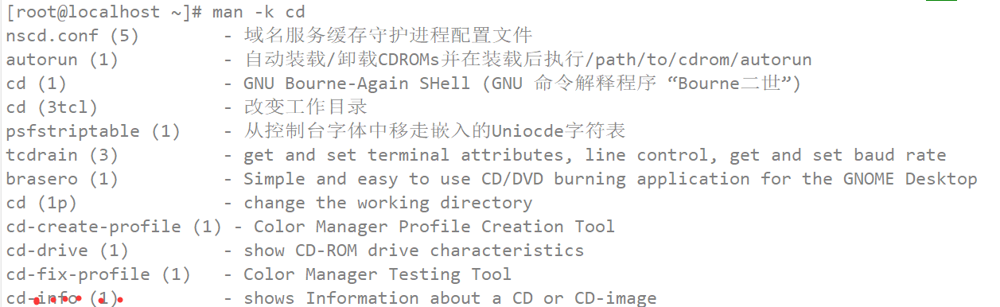 [root@localhost ~]# man -k cd
nscd.conf (5)        - 域名服务缓存守护进程配置文件
autorun (1)          - 自动装载/卸载CDROMs并在装载后执行/path/to/cdrom/autorun
cd (1)               - GNU Bourne-Again SHell (GNU 命令解释程序 “Bourne二世”)
cd (3tcl)            - 改变工作目录
psfstriptable (1)    - 从控制台字体中移走嵌入的Uniocde字符表
tcdrain (3)          - get and set terminal attributes, line control, get and set baud rate
brasero (1)          - Simple and easy to use CD/DVD burning application for the GNOME Desktop
cd (1p)              - change the working directory
cd-create-profile (1) - Color Manager Profile Creation Tool
cd-drive (1)         - show CD-ROM drive characteristics
cd-fix-profile (1)   - Color Manager Testing Tool
cd-info (1)          - shows Information about a CD or CD-image